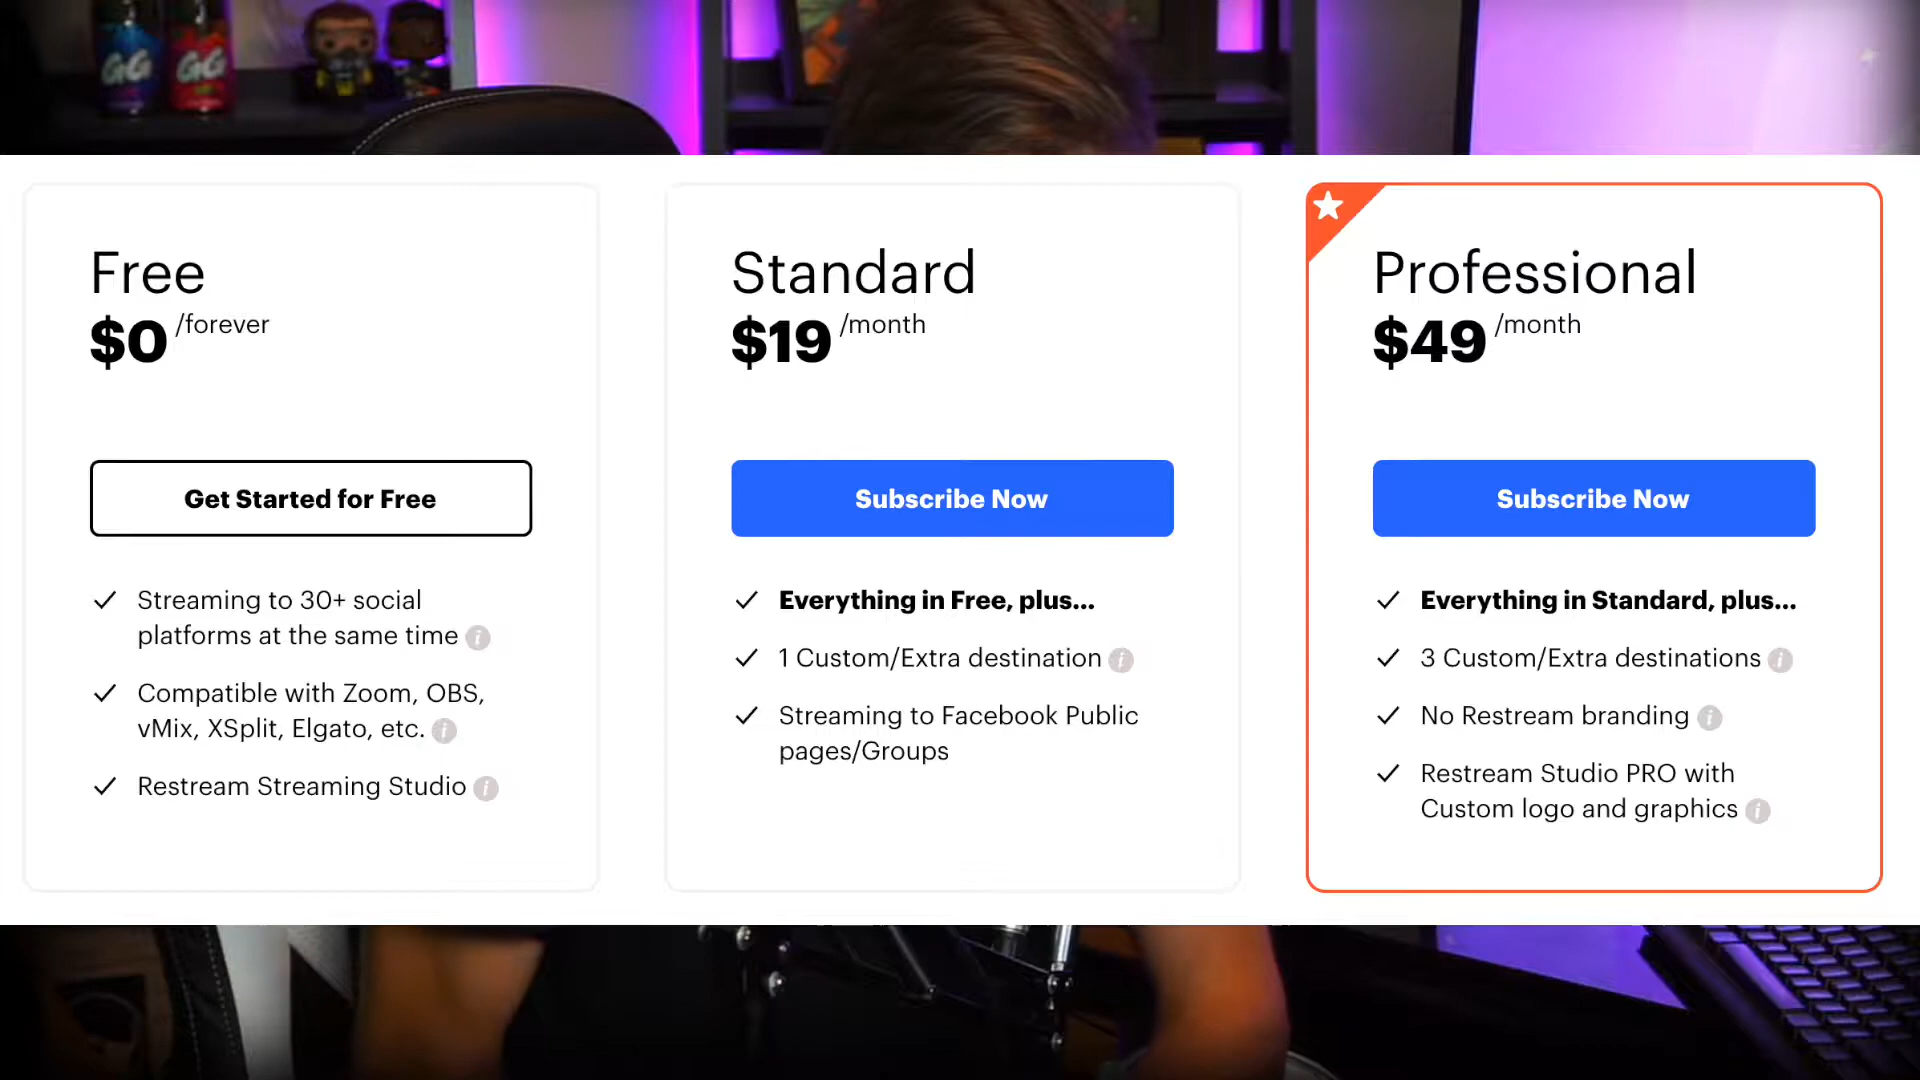 GG
GG
Free
$0 /forever
Get Started for Free
Streaming to 30+ social
platforms at the same time
Compatible with Zoom, OBS,
vMix, XSplit, Elgato, etc.
Restream Streaming Studio
Standard
$19 /month
Subscribe Now
Everything in Free, plus...
1 Custom/Extra destination
Streaming to Facebook Public
pages/Groups
Professional
$49 /month
Subscribe Now
Everything in Standard, plus...
3 Custom/Extra destinations
No Restream branding
Restream Studio PRO with
Custom logo and graphics